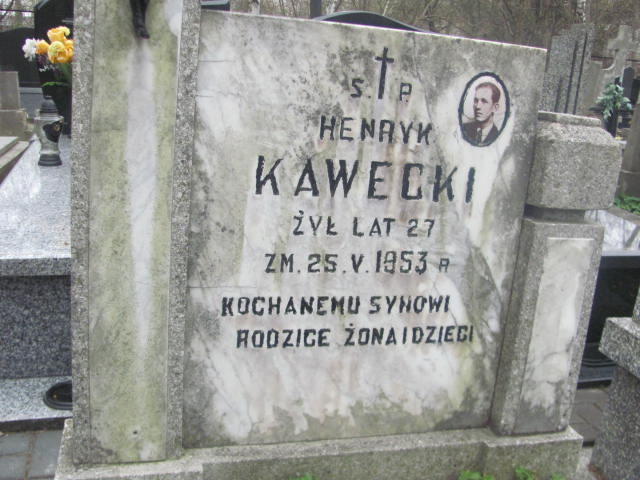 Ś. † P.
HENRYK
KAWECKI
ŻYŁ LAT 27
ZM. 25. V. 1953 R
KOCHANEMU SYNOWI
RODZICE ŻONA I DZIECI